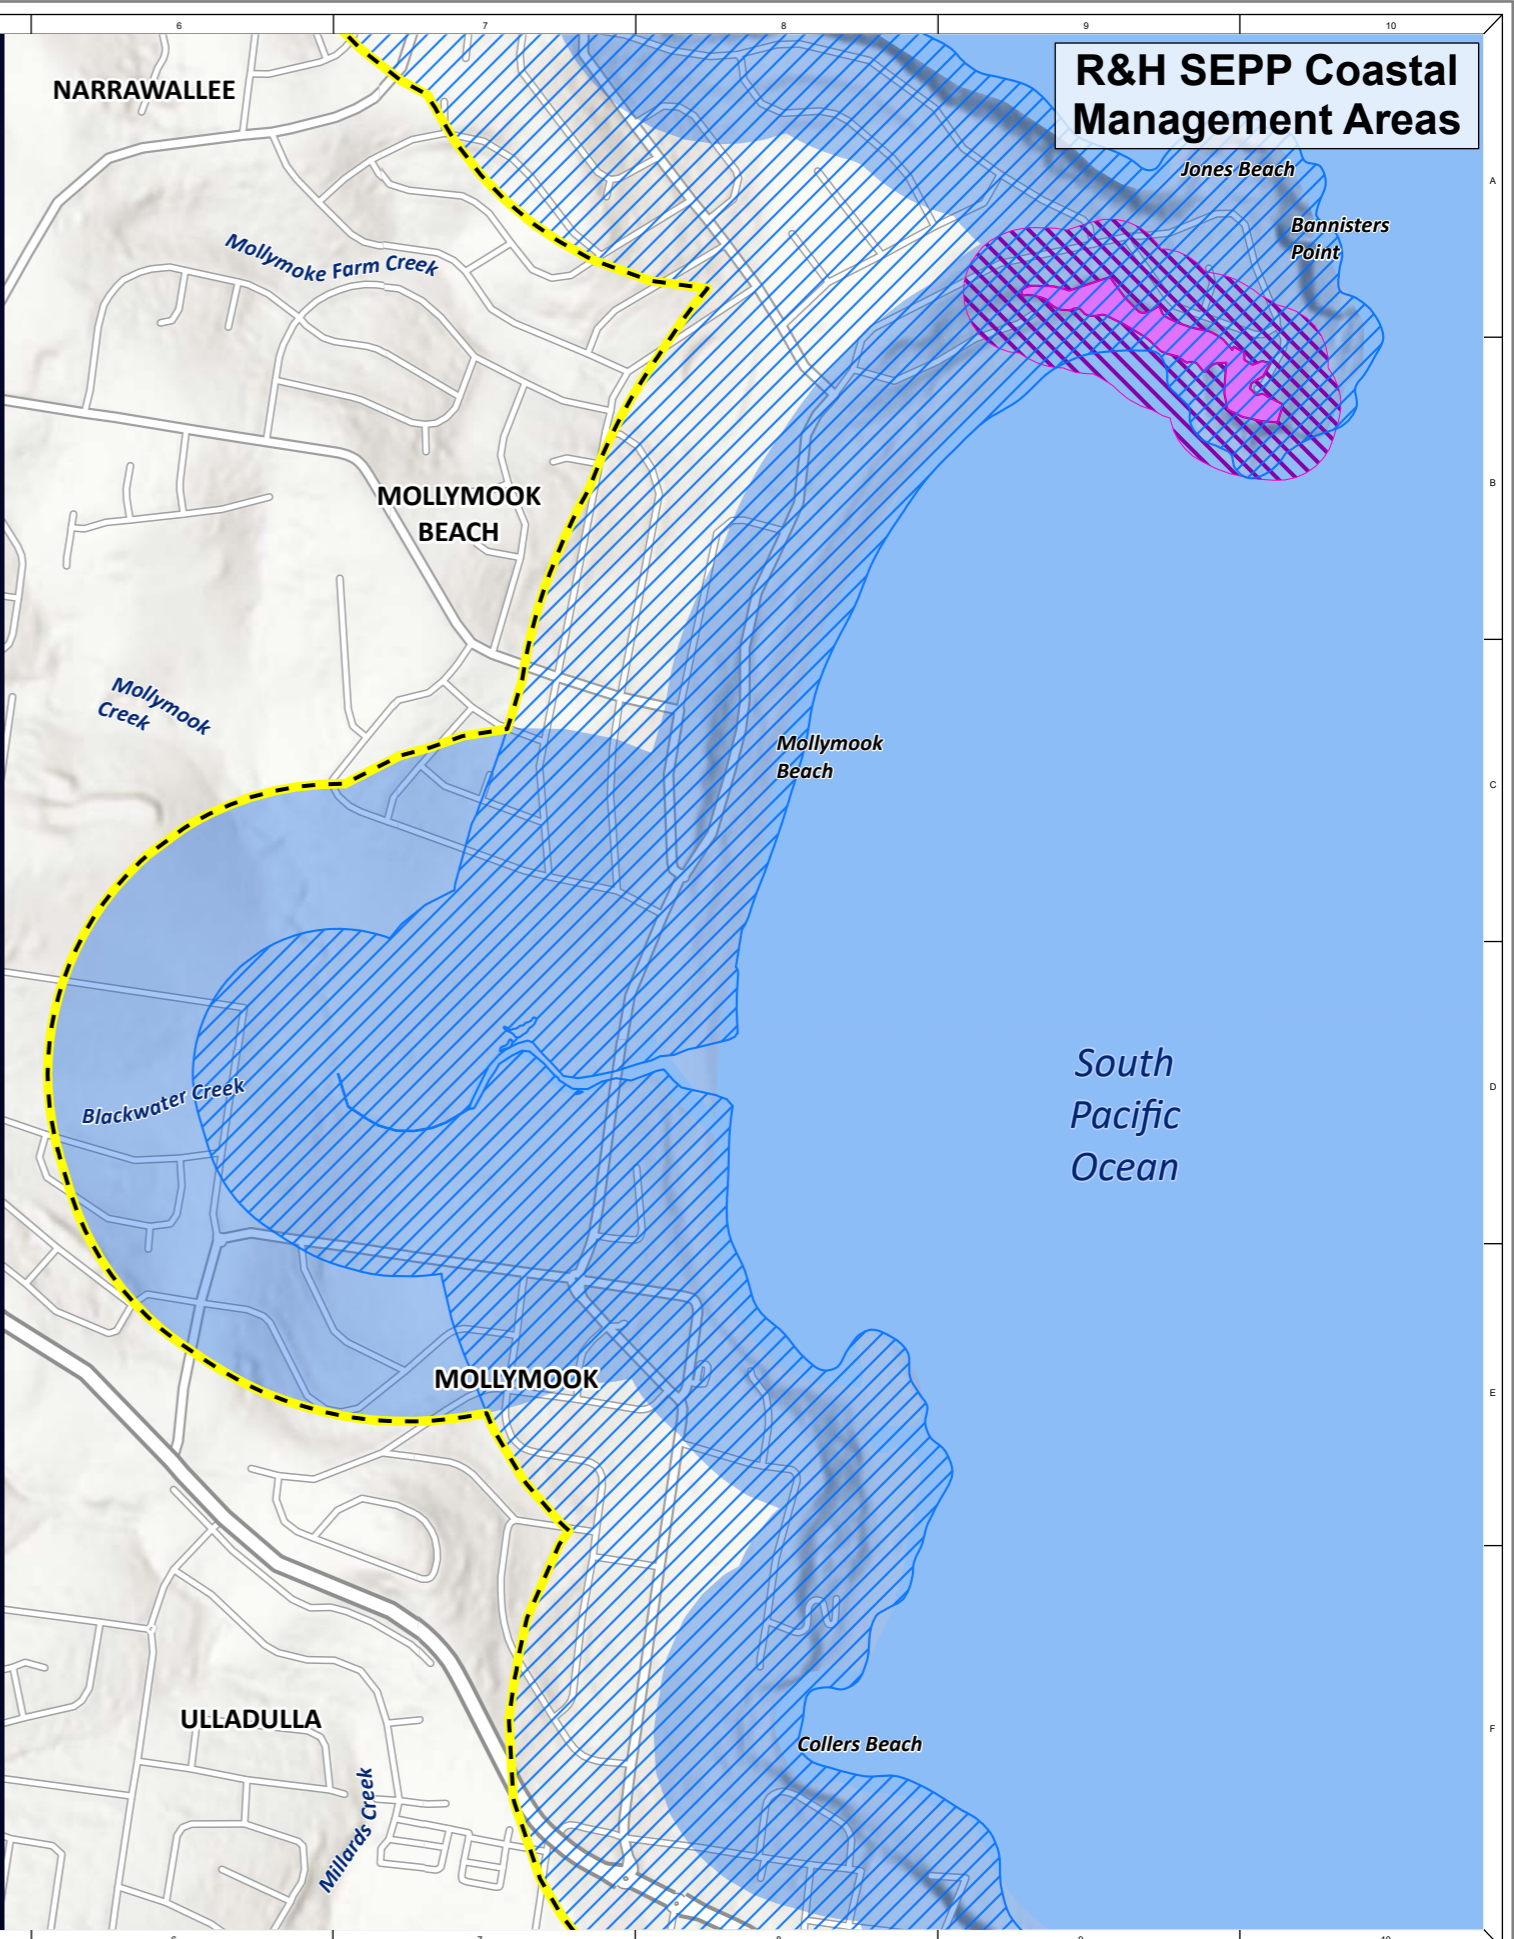 6 7 8 9 10
R&H SEPP Coastal
Management Areas
NARRAWALLEE
Jones Beach
A
Bannisters
Point
Mollymoke Farm Creek
B
MOLLYMOOK
BEACH
Mollymook
Creek
Mollymook
Beach
C
South
Pacific
Ocean
D
Blackwater Creek
MOLLYMOOK
E
ULLADULLA
Collers Beach
F
Millards Creek